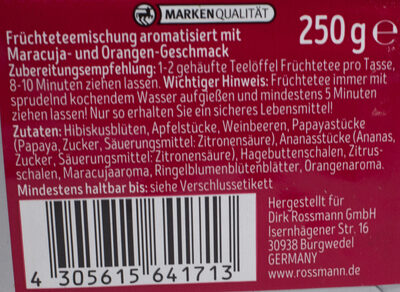 MARKENQUALITÄT
Früchteteemischung aromatisiert mit
Maracuja- und Orangen-Geschmack
250 g ℮
Zubereitungsempfehlung: 1-2 gehäufte Teelöffel Früchtetee pro Tasse,
8-10 Minuten ziehen lassen. Wichtiger Hinweis: Früchtetee immer mit
sprudelnd kochendem Wasser aufgießen und mindestens 5 Minuten
ziehen lassen! Nur so erhalten Sie ein sicheres Lebensmittel!
Zutaten: Hibiskusblüten, Apfelstücke, Weinbeeren, Papayastücke
(Papaya, Zucker, Säuerungsmittel: Zitronensäure), Ananasstücke (Ananas,
Zucker, Säuerungsmittel: Zitronensäure), Hagebuttenschalen, Zitrus-
schalen, Maracujaaroma, Ringelblumenblütenblätter, Orangenaroma.
Mindestens haltbar bis: siehe Verschlussetikett
Hergestellt für
Dirk Rossmann GmbH
Isernhägener Str. 16
30938 Burgwedel
GERMANY
www.rossmann.de
4 305615 641713